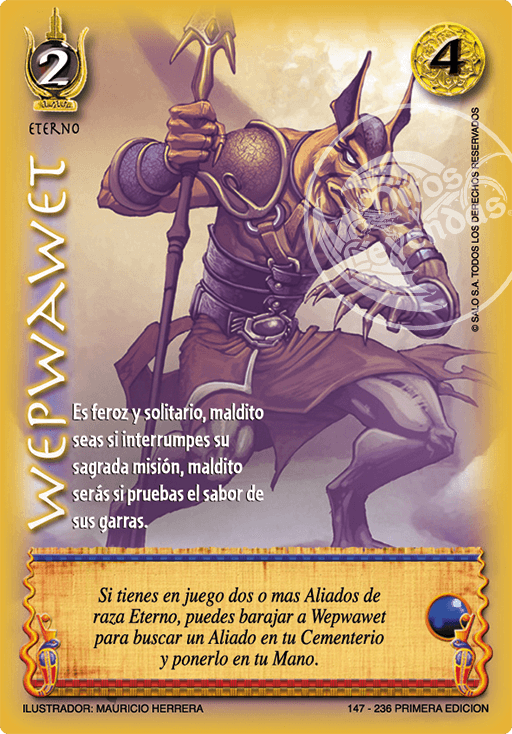 2
4
ETERNO
WEPWAWET
© SALO S.A. TODOS LOS DERECHOS RESERVADOS
Es feroz y solitario, maldito
seas si interrumpes su
sagrada misión, maldito
serás si pruebas el sabor de
sus garras.
Si tienes en juego dos o mas Aliados de
raza Eterno, puedes barajar a Wepwawet
para buscar un Aliado en tu Cementerio
y ponerlo en tu Mano.
ILUSTRADOR: MAURICIO HERRERA
147 - 236 PRIMERA EDICION